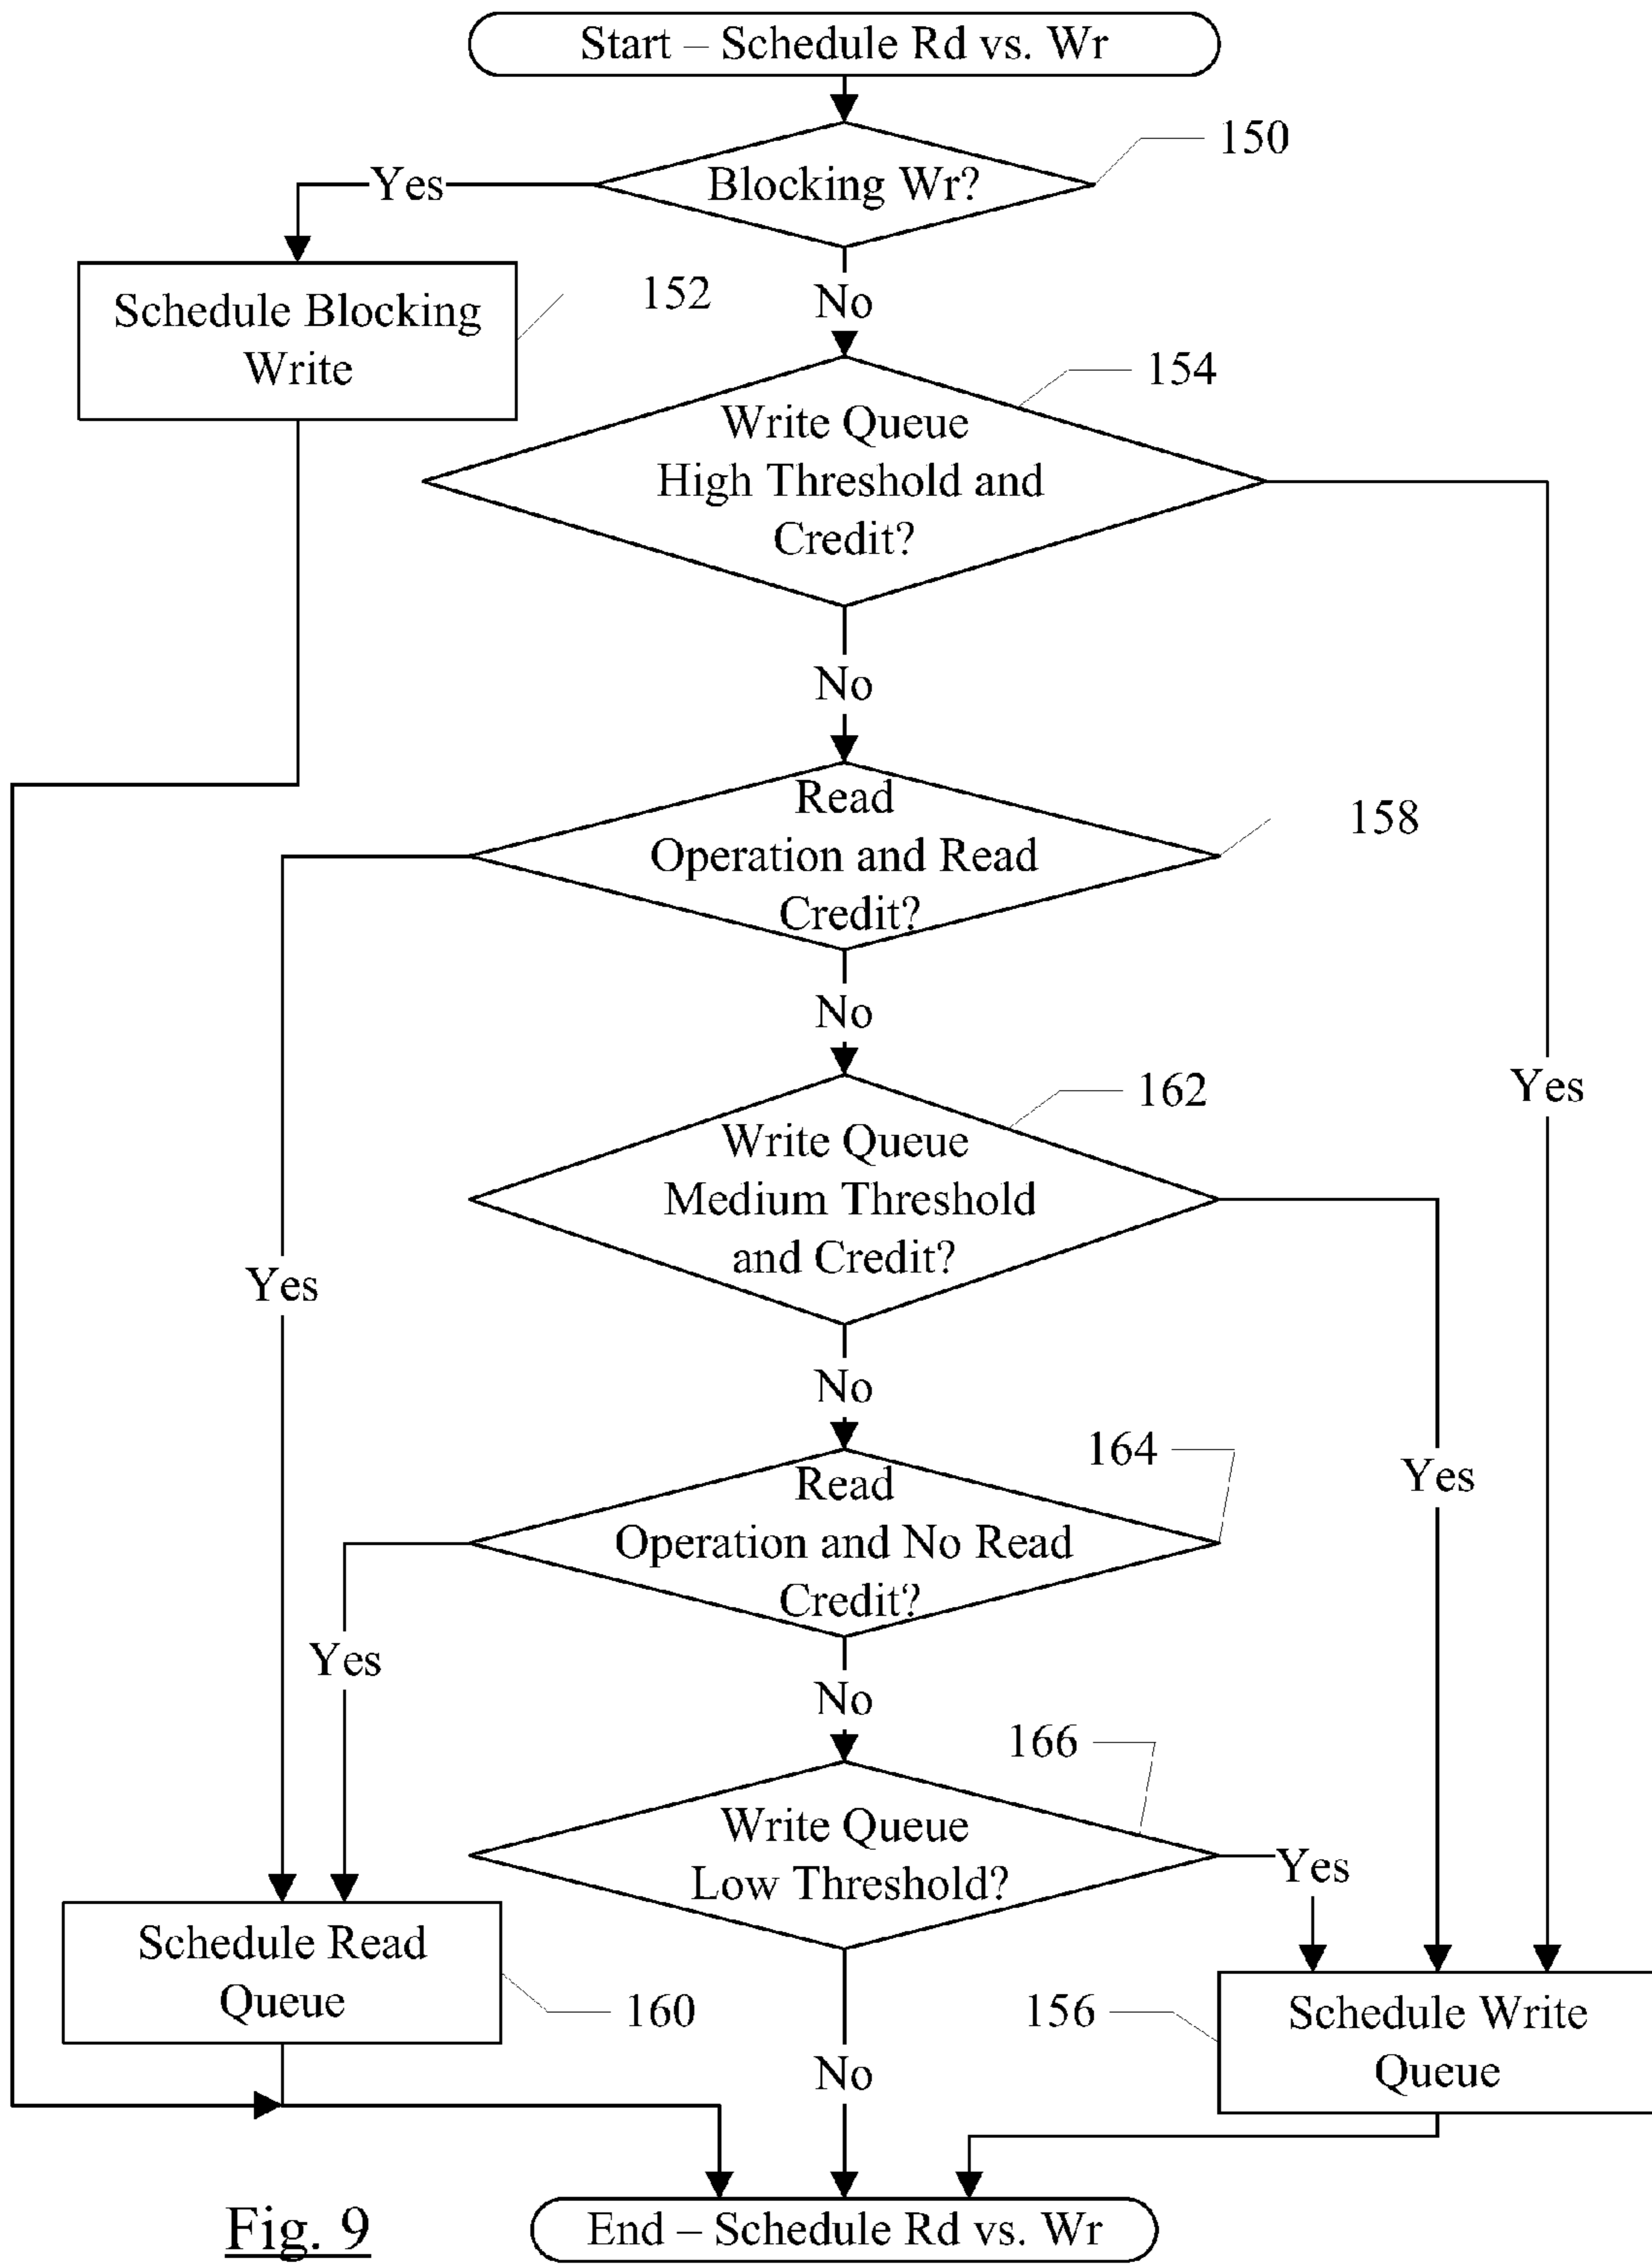 Start – Schedule Rd vs. Wr
150
Blocking Wr?
Yes
No
152
Schedule Blocking
Write
154
Write Queue
High Threshold and
Credit?
No
Yes
158
Read
Operation and Read
Credit?
Yes
No
162
Write Queue
Medium Threshold
and Credit?
Yes
No
164
Read
Operation and No Read
Credit?
Yes
No
166
Write Queue
Low Threshold?
Yes
No
Schedule Read
Queue
160
156
Schedule Write
Queue
Fig. 9
End – Schedule Rd vs. Wr